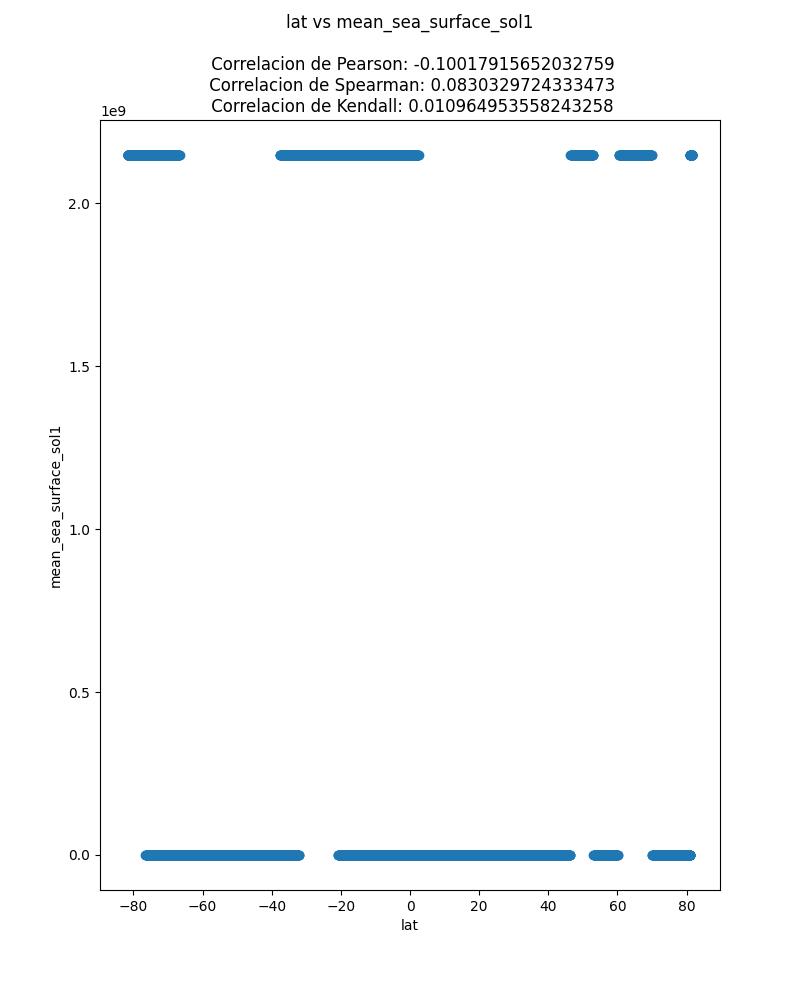 lat vs mean_sea_surface_sol1
Correlacion de Pearson: -0.10017915652032759
Correlacion de Spearman: 0.0830329724333473
Correlacion de Kendall: 0.010964953558243258
1e9
2.0
1.5
1.0
0.5
0.0
mean_sea_surface_sol1
−80 −60 −40 −20 0 20 40 60 80
lat